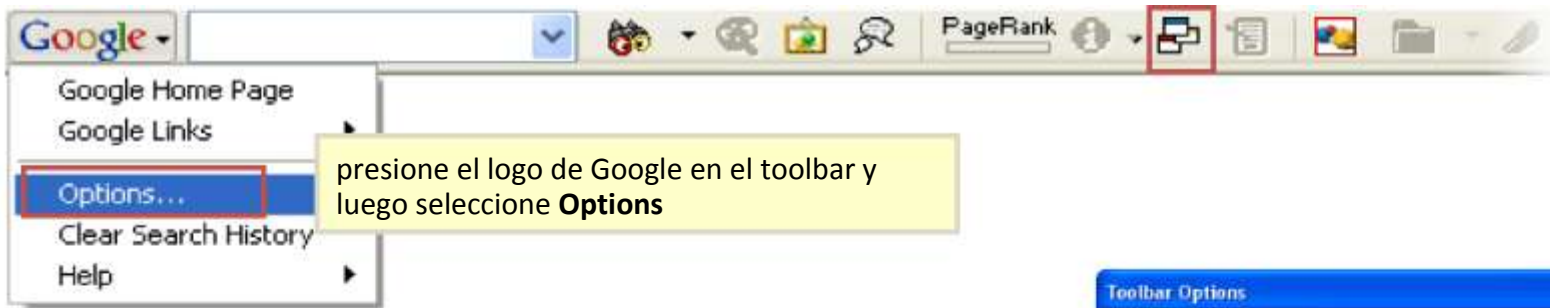 Google
PageRank
Google Home Page
Google Links
Options...
Clear Search History
Help
presione el logo de Google en el toolbar y
luego seleccione Options
Toolbar Options